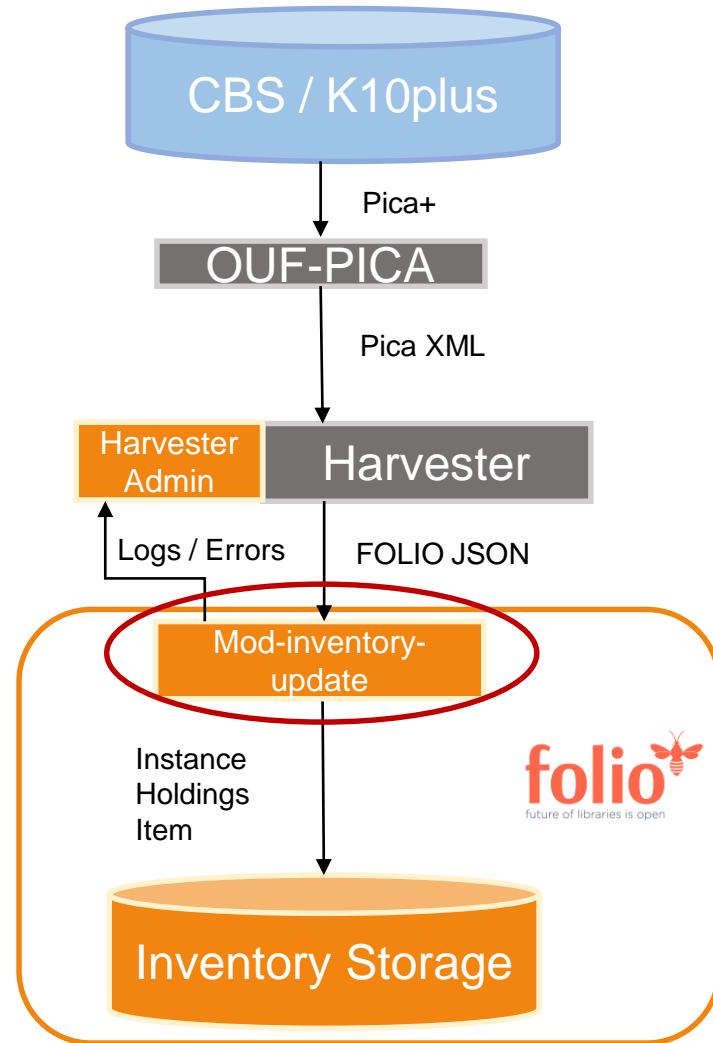 CBS / K10plus
Pica+
OUF-PICA
Pica XML
Harvester
Admin
Harvester
Logs / Errors
FOLIO JSON
Mod-inventory-
update
Instance
Holdings
Item
folio
future of libraries is open
Inventory Storage